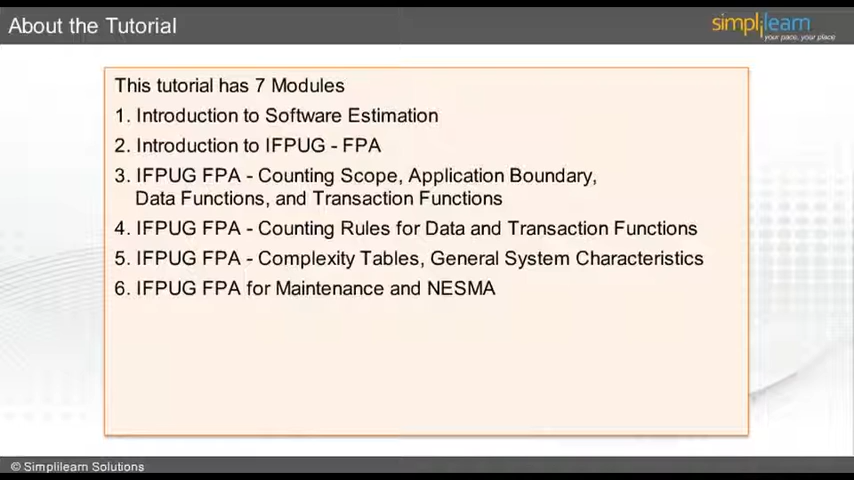 About the Tutorial
simplilearn
your pace, your place
This tutorial has 7 Modules
1. Introduction to Software Estimation
2. Introduction to IFPUG - FPA
3. IFPUG FPA - Counting Scope, Application Boundary,
Data Functions, and Transaction Functions
4. IFPUG FPA - Counting Rules for Data and Transaction Functions
5. IFPUG FPA - Complexity Tables, General System Characteristics
6. IFPUG FPA for Maintenance and NESMA
© Simplilearn Solutions